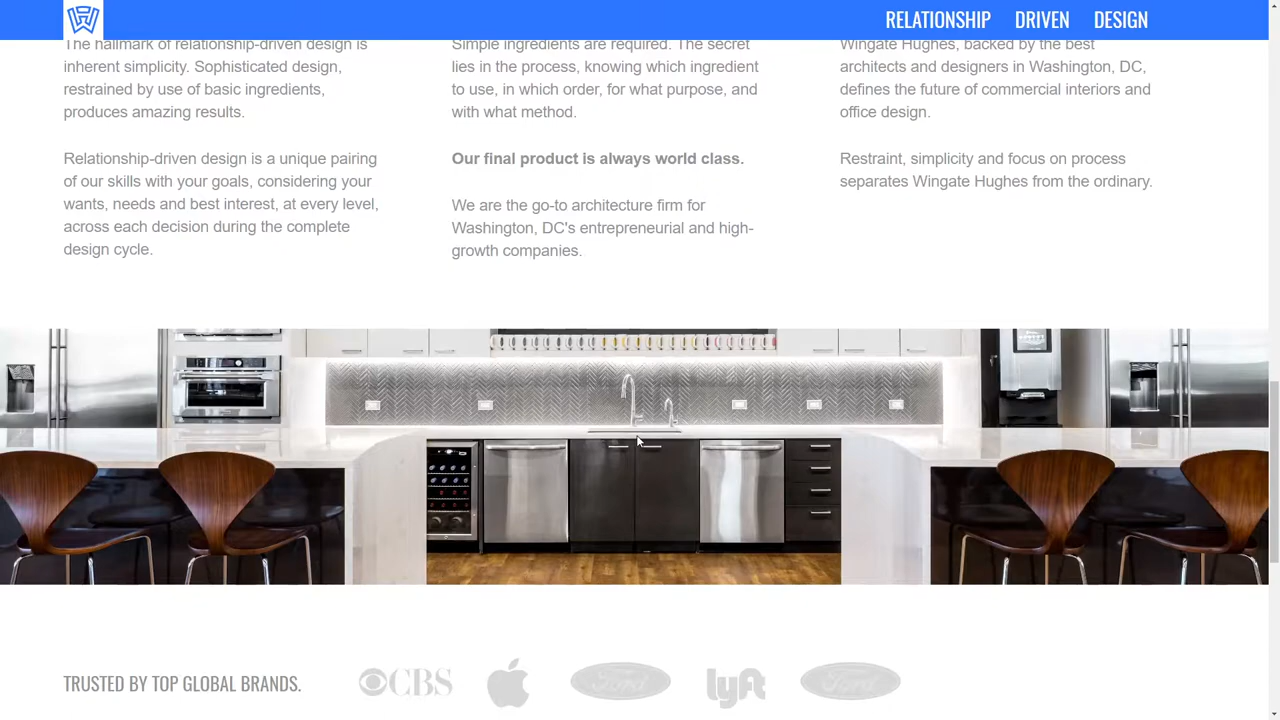 RELATIONSHIP DRIVEN DESIGN
The hallmark of relationship-driven design is
inherent simplicity. Sophisticated design,
restrained by use of basic ingredients,
produces amazing results.
Relationship-driven design is a unique pairing
of our skills with your goals, considering your
wants, needs and best interest, at every level,
across each decision during the complete
design cycle.
Simple ingredients are required. The secret
lies in the process, knowing which ingredient
to use, in which order, for what purpose, and
with what method.
Our final product is always world class.
We are the go-to architecture firm for
Washington, DC's entrepreneurial and high-
growth companies.
Wingate Hughes, backed by the best
architects and designers in Washington, DC,
defines the future of commercial interiors and
office design.
Restraint, simplicity and focus on process
separates Wingate Hughes from the ordinary.
TRUSTED BY TOP GLOBAL BRANDS.
CBS
Ford
lyft
Ford